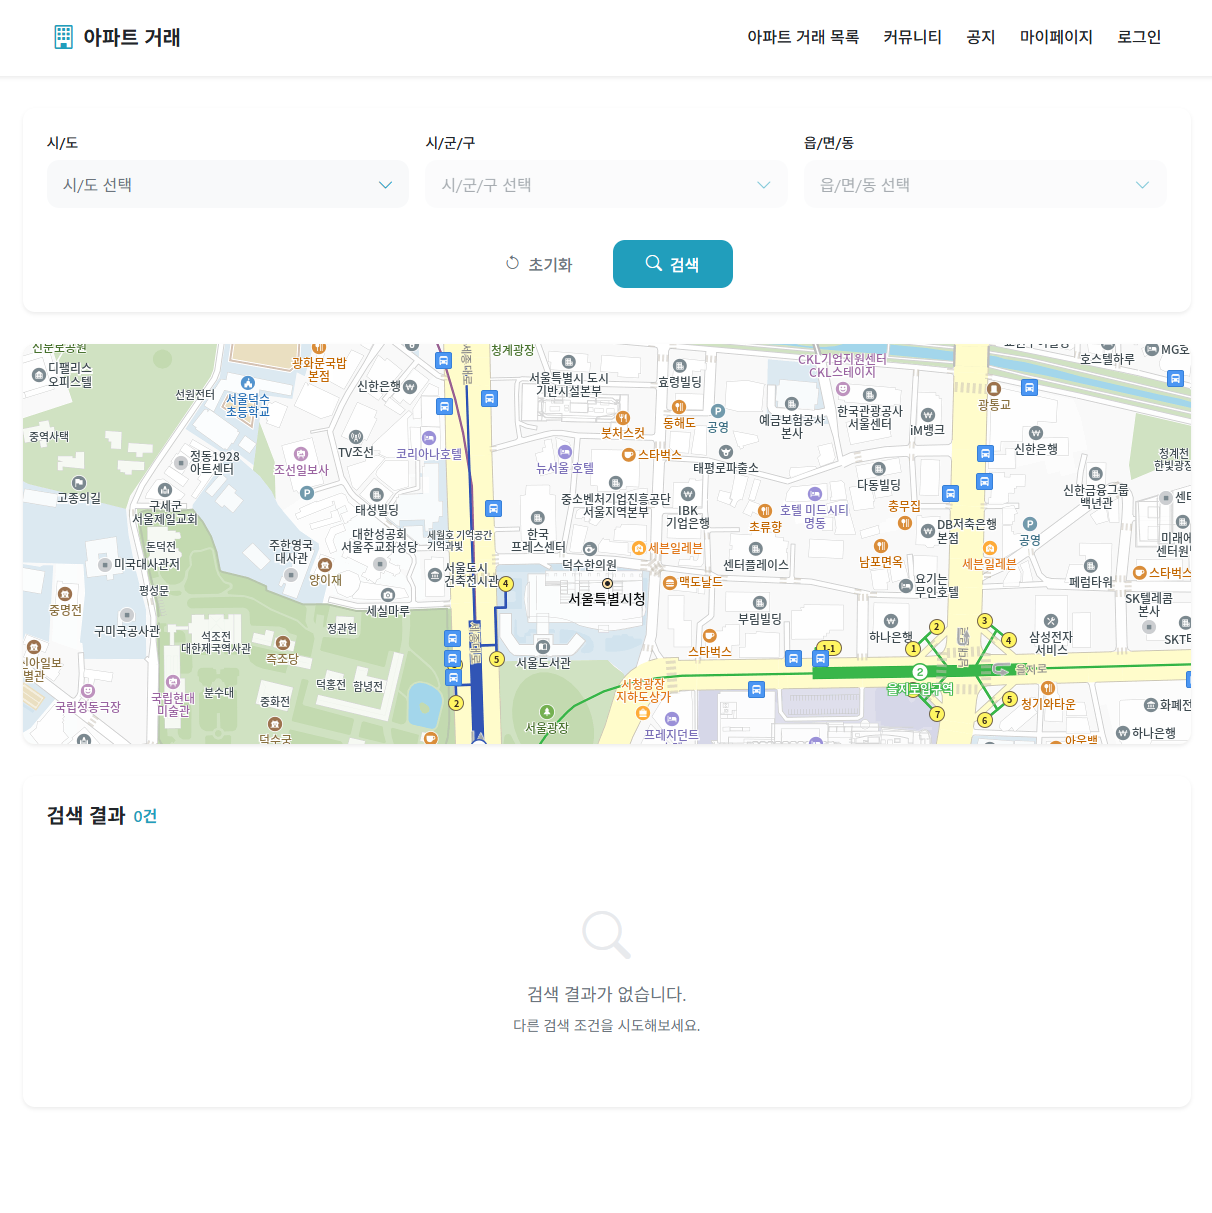 아파트 거래
아파트 거래 목록 커뮤니티 공지 마이페이지 로그인
시/도 시/군/구 읍/면/동
시/도 선택 시/군/구 선택 읍/면/동 선택
초기화 검색
디팰리스
오피스텔
선원전터
서울덕수
초등학교
광화문국밥
본점
신한은행
세종대로
청계광장
서울특별시 도시
기반시설본부
효령빌딩
CKL기업지원센터
CKL스테이지
호스텔하루
MG호
중역사택
정동1928
아트센터
조선일보사
TV조선
코리아나호텔
뉴서울 호텔
붓처스컷
스타벅스
동해도
공영
태평로파출소
예금보험공사
본사
한국관광공사
서울센터
iM뱅크
광통교
신한은행
청계천
한빛광장
고종의길
구세군
서울제일교회
태성빌딩
중소벤처기업진흥공단
서울지역본부
IBK
기업은행
초류향
호텔 미드시티
명동
다동빌딩
충무집
신한금융그룹
백년관
센터
돈덕전
미국대사관저
평성문
주한영국
대사관
양이재
대한성공회
서울주교좌성당
세월호 기억공간
기억과빛
한국
프레스센터
덕수한의원
세븐일레븐
센터플레이스
남포면옥
DB저축은행
본점
세븐일레븐
공영
미래에
센터원
중명전
구미국공사관
세실마루
서울도시
건축전시관
4
서울특별시청
맥도날드
부림빌딩
요기는
무인호텔
페럼타워
스타벅스
SK텔레콤
본사
SKT
신아일보
별관
석조전
대한제국역사관
즉조당
정관헌
세종대로
5
서울도서관
스타벅스
1-1
하나은행
2
1
남대문로
3
4
삼성전자
서비스
국립정동극장
국립현대
미술관
분수대
중화전
덕홍전
함녕전
2
서울광장
시청광장
지하도상가
2
을지로입구역
을지로
7
5
6
청기와타운
화폐전
덕수궁
프레지던트
하나은행
아웃백
검색 결과 0건
검색 결과가 없습니다.
다른 검색 조건을 시도해보세요.